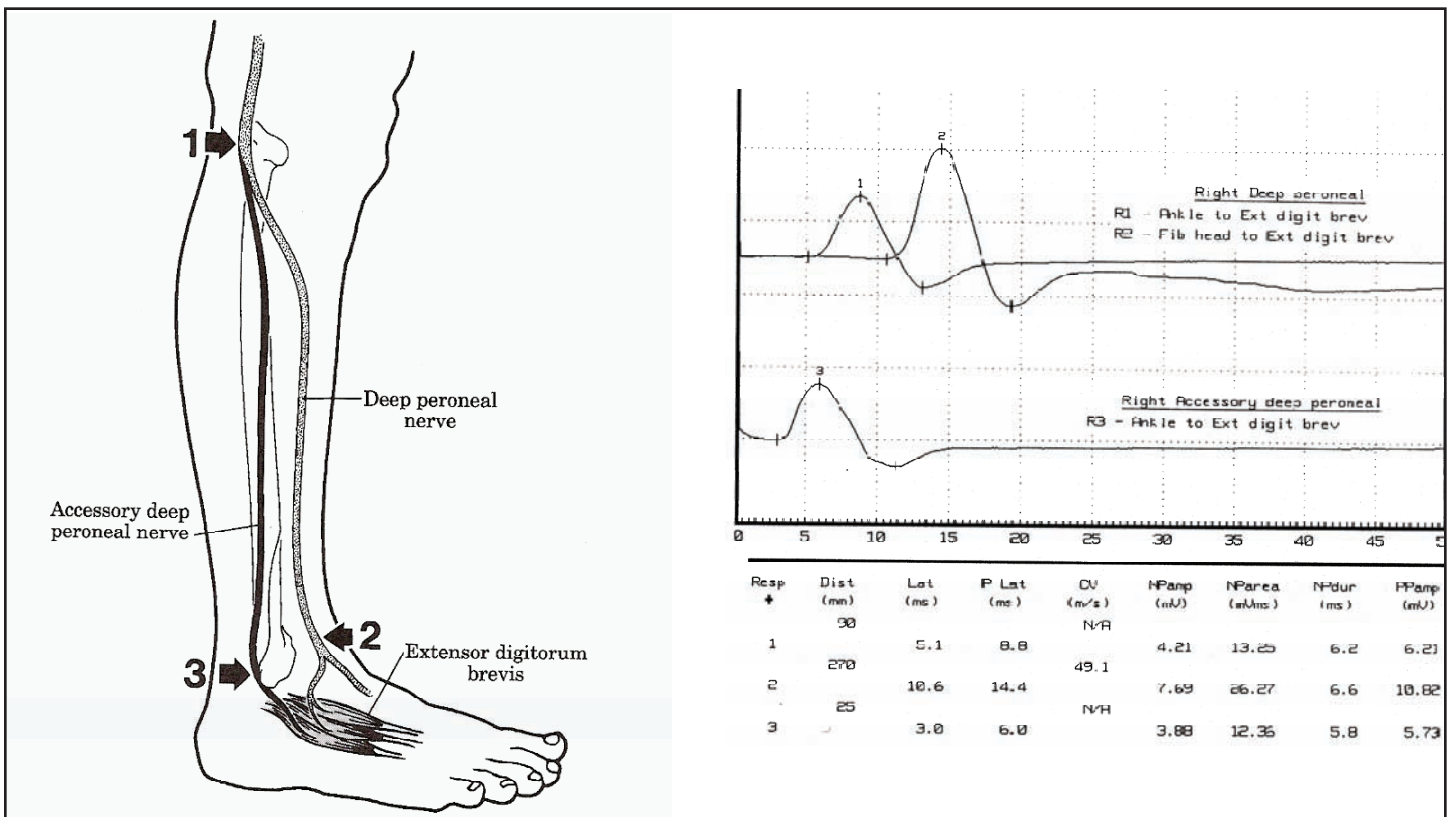 1
Deep peroneal
nerve
Accessory deep
peroneal nerve
2
3
Extensor digitorum
brevis
1
2
Right Deep peroneal
R1 - Ankle to Ext digit brev
R2 - Fib head to Ext digit brev
3
Right Accessory deep peroneal
R3 - Ankle to Ext digit brev
0 5 10 15 20 25 30 35 40 45 5
Resp Dist Lat P Lat CV NPamp NParea NPdur PPamp
# (mm) (ms) (ms) (m/s) (mV) (mVms) (ms) (mV)
90 N/A
1 5.1 8.8 4.21 13.25 6.2 6.21
270 49.1
2 10.6 14.4 7.69 26.27 6.6 10.82
25 N/A
3 3.0 6.0 3.88 12.36 5.8 5.73